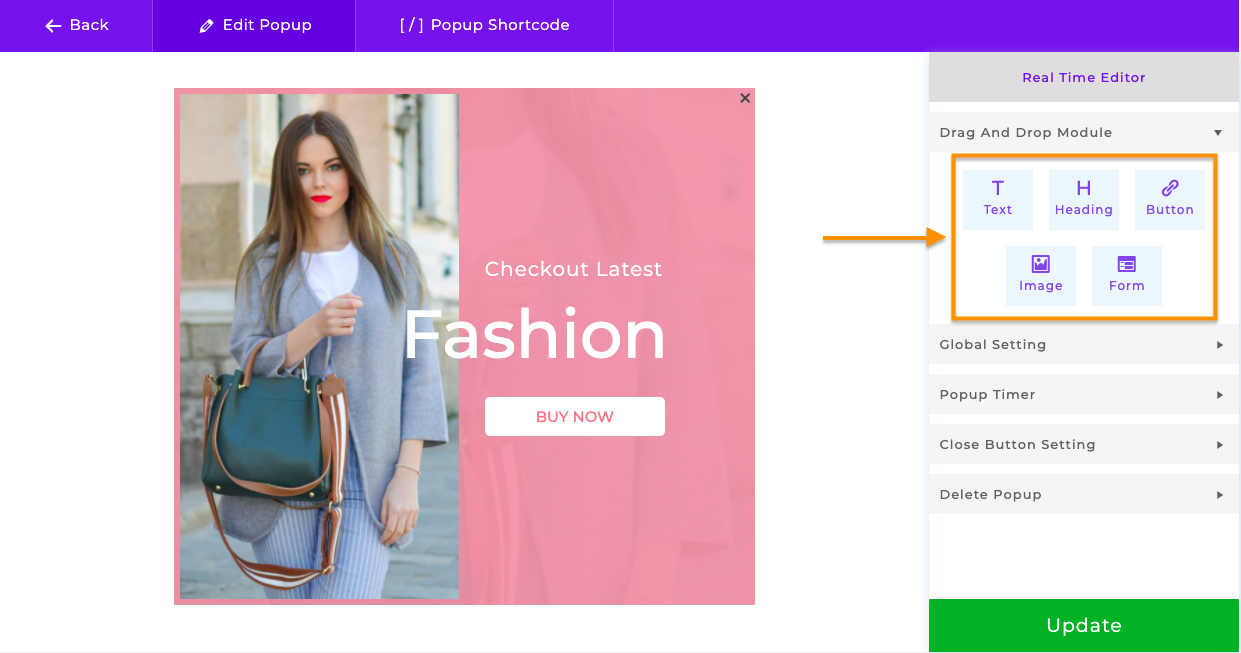 Back
Edit Popup
[ / ] Popup Shortcode
Real Time Editor
Drag And Drop Module
T
Text
H
Heading
Button
Image
Form
Global Setting
Popup Timer
Close Button Setting
Delete Popup
Update
Checkout Latest
Fashion
BUY NOW